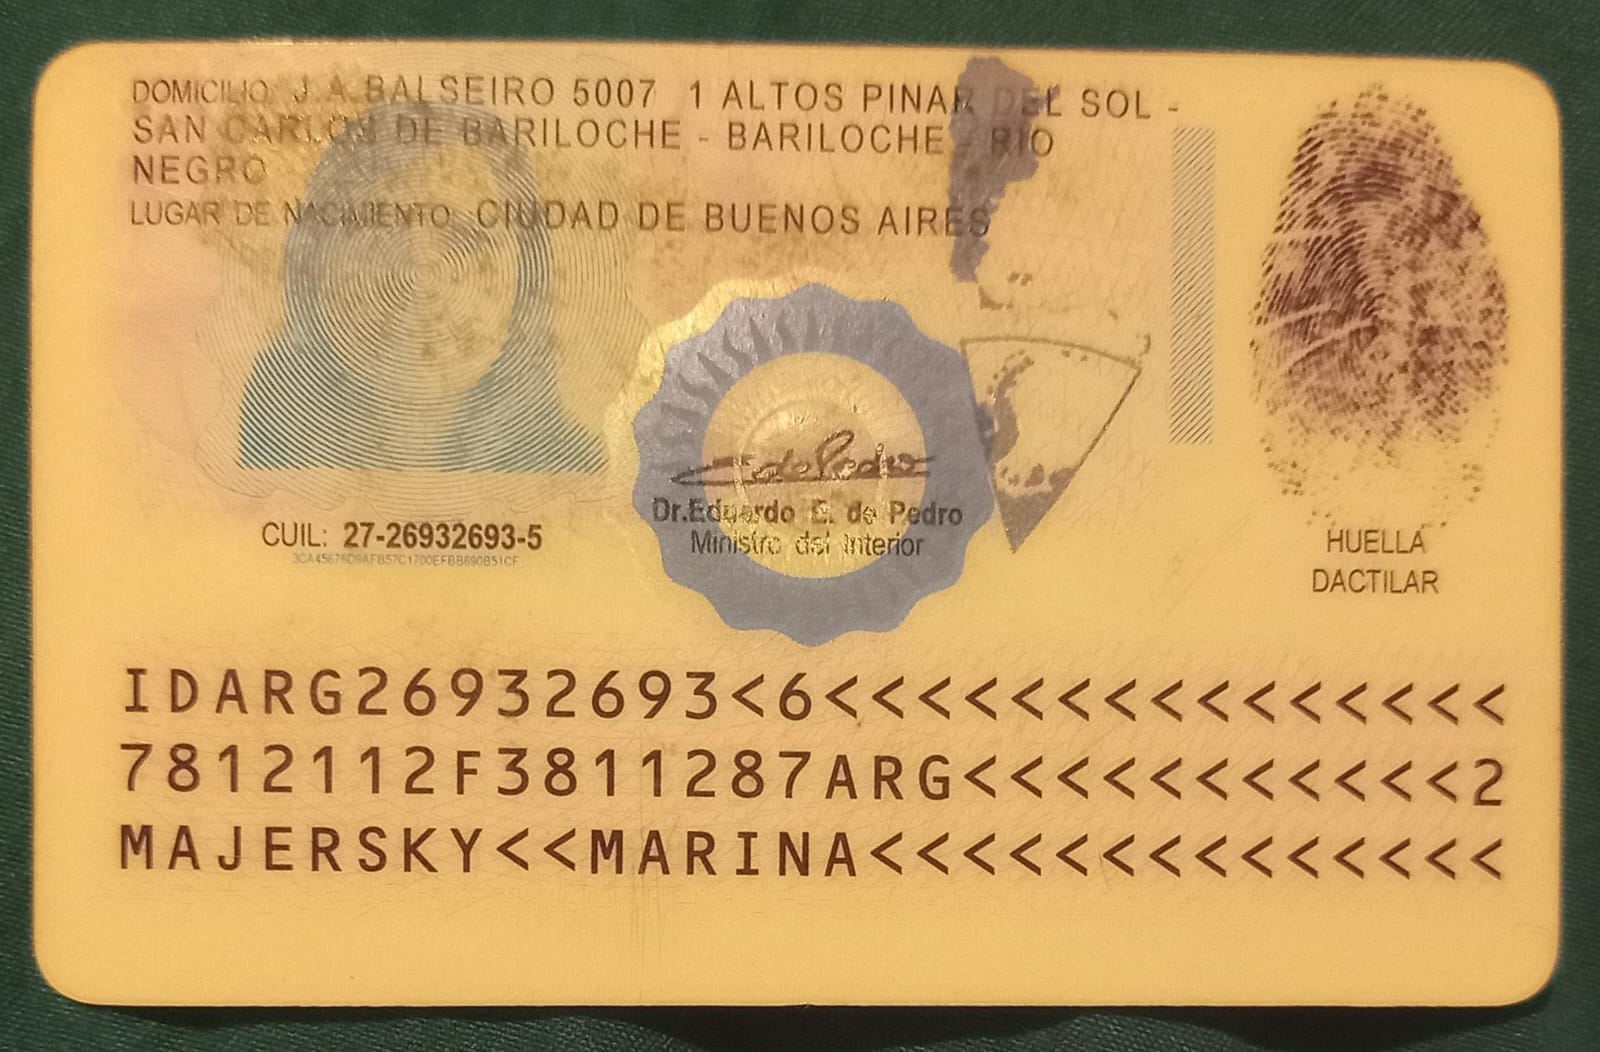 DOMICILIO: J.A.BALSEIRO 5007 1 ALTOS PINAR DEL SOL -
SAN CARLOS DE BARILOCHE - BARILOCHE - RIO
NEGRO
LUGAR DE NACIMIENTO: CIUDAD DE BUENOS AIRES
CUIL: 27-26932693-5
Dr.Eduardo E. de Pedro
Ministro del Interior
HUELLA
DACTILAR
IDARG26932693<6<<<<<<<<<<<<<<<
7812112F3811287ARG<<<<<<<<<<<2
MAJERSKY<<MARINA<<<<<<<<<<<<<<